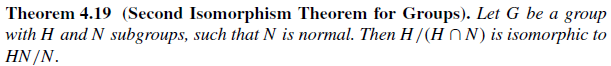 Theorem 4.19 (Second Isomorphism Theorem for Groups). Let G be a group
with H and N subgroups, such that N is normal. Then H/(H ∩ N) is isomorphic to
HN/N.